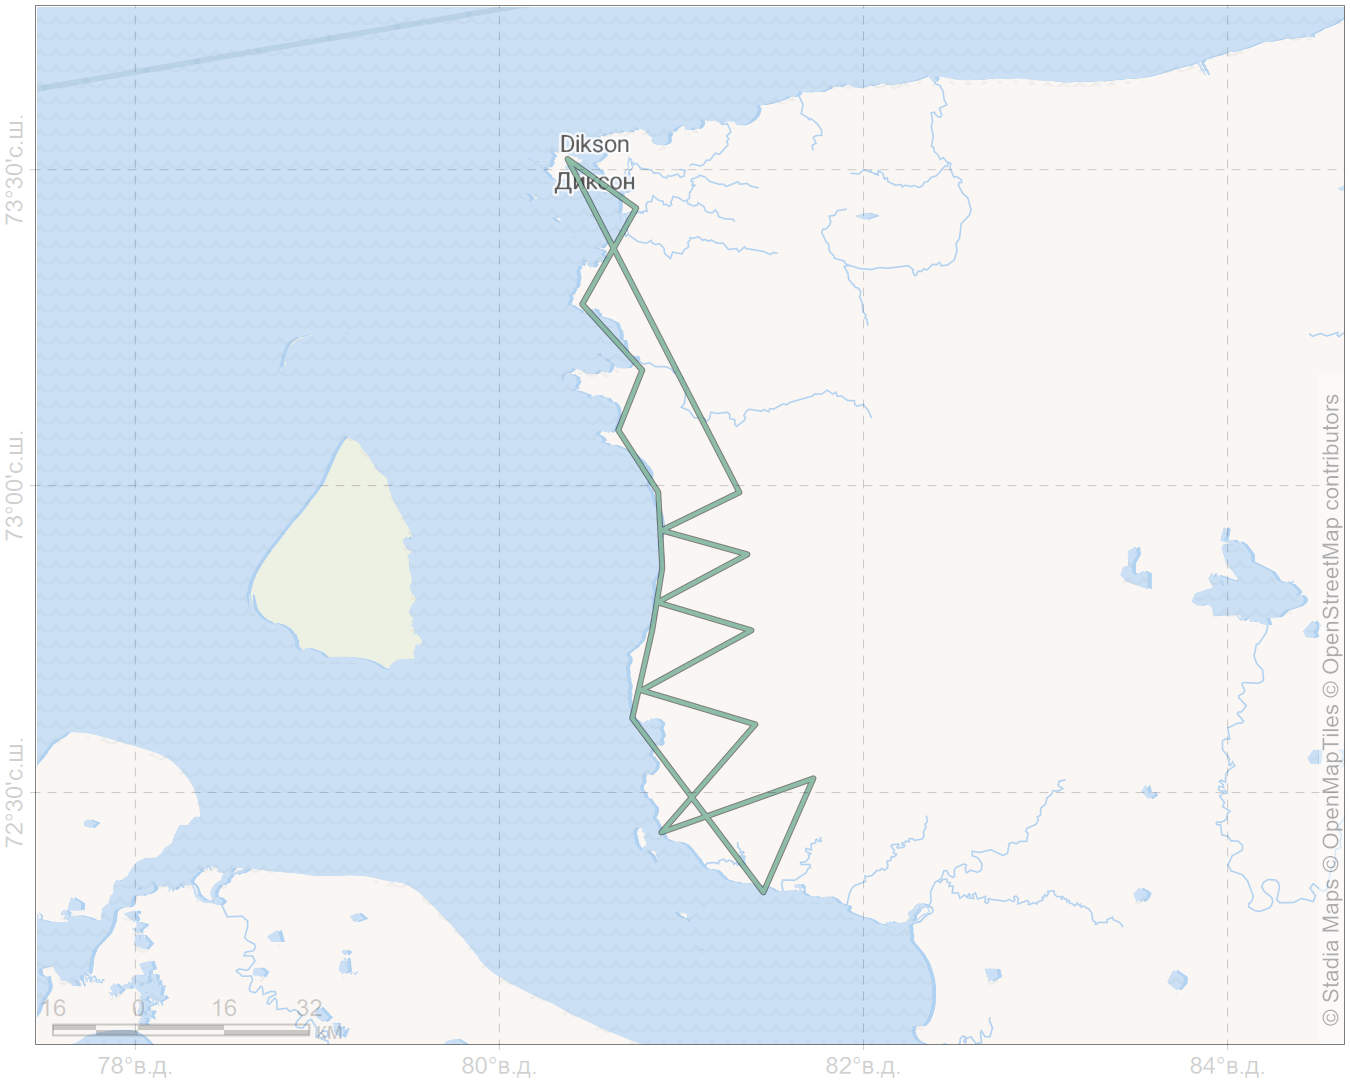 Dikson
Диксон
73°30'с.ш.
73°00'с.ш.
72°30'с.ш.
16 0 16 32
км
78°в.д. 80°в.д. 82°в.д. 84°в.д.
© Stadia Maps © OpenMapTiles © OpenStreetMap contributors